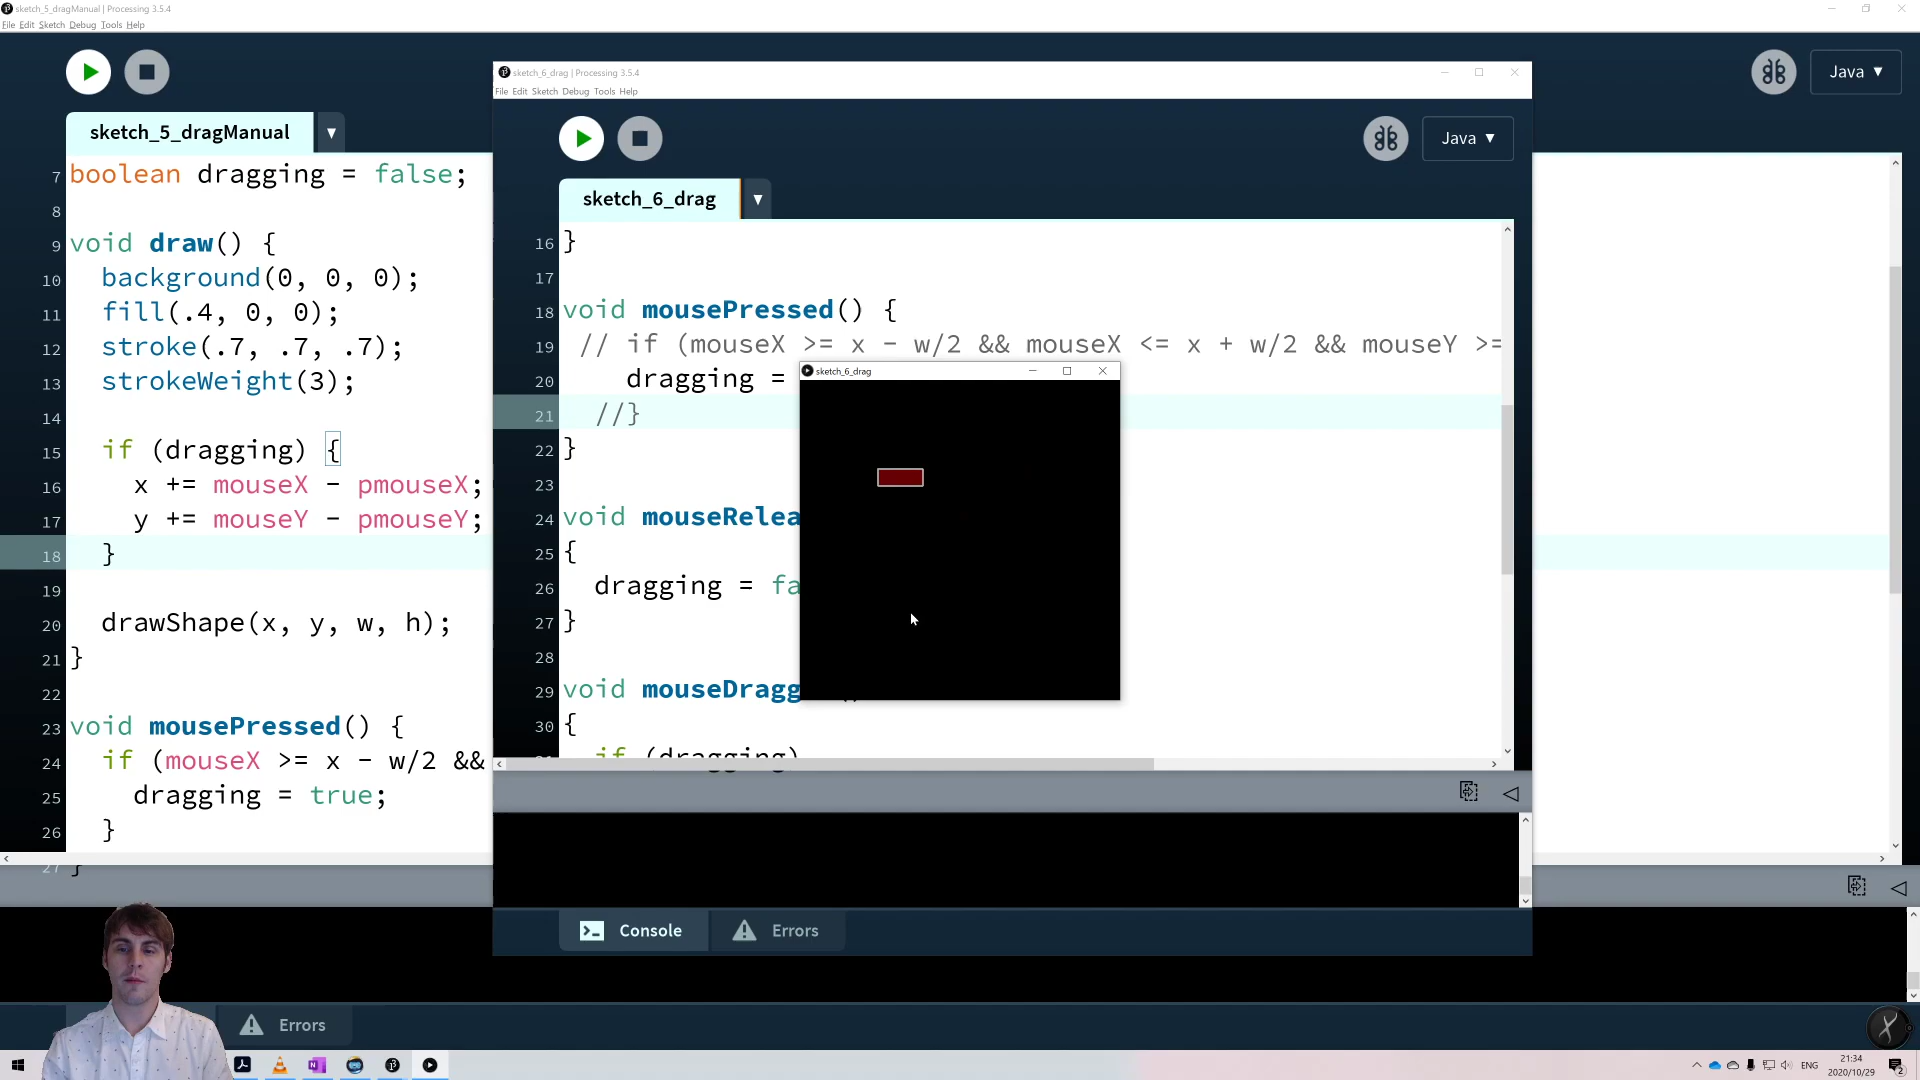 sketch_5_dragManual | Processing 3.5.4
File Edit Sketch Debug Tools Help
Java ▼
sketch_5_dragManual ▼
7 boolean dragging = false;
8
9 void draw() {
10 background(0, 0, 0);
11 fill(.4, 0, 0);
12 stroke(.7, .7, .7);
13 strokeWeight(3);
14
15 if (dragging) {
16 x += mouseX - pmouseX;
17 y += mouseY - pmouseY;
18 }
19
20 drawShape(x, y, w, h);
21 }
22
23 void mousePressed() {
24 if (mouseX >= x - w/2 &&
25 dragging = true;
26 }
27 }
Errors
sketch_6_drag | Processing 3.5.4
File Edit Sketch Debug Tools Help
Java ▼
sketch_6_drag ▼
16 }
17
18 void mousePressed() {
19 // if (mouseX >= x - w/2 && mouseX <= x + w/2 && mouseY >=
20 dragging =
21 //}
22 }
23
24 void mouseRelea
25 {
26 dragging = fa
27 }
28
29 void mouseDragg
30 {
if (dragging)
Console
Errors
sketch_6_drag
ENG
21:34
2020/10/29
2